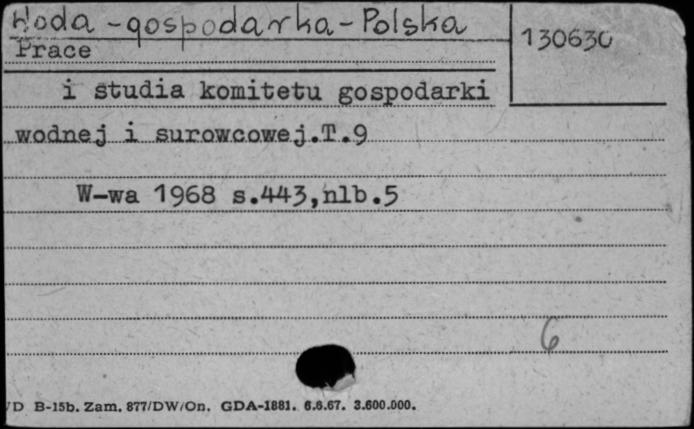 Woda - gospodarka - Polska
130630
Prace
i studia komitetu gospodarki
wodnej i surowcowej.T.9
W-wa 1968 s.443,nlb.5
6
B-15b. Zam. 877/DW/On. GDA-1881. 6.6.67. 3.600.000.